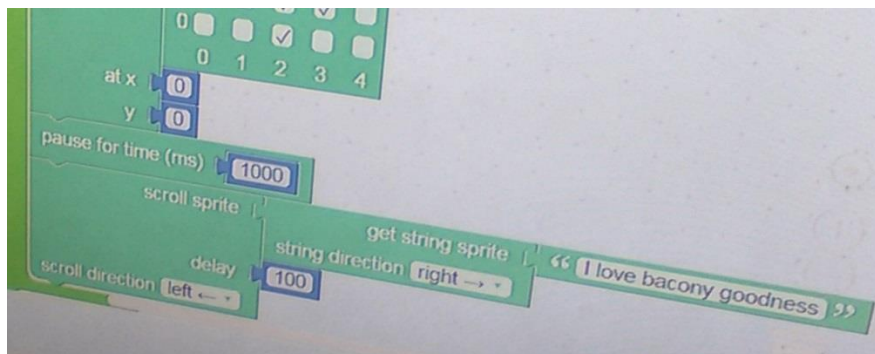 0
0 1 2 3 4
at x 0
y 0
pause for time (ms) 1000
scroll sprite get string sprite “ I love bacony goodness ”
string direction right →
delay 100
scroll direction left ←